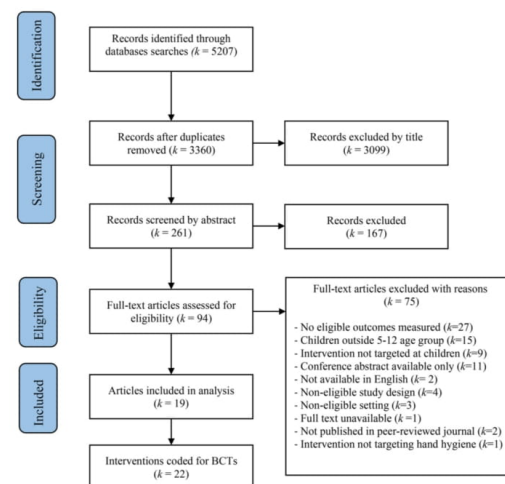 Identification
Records identified through
databases searches (k = 5207)
Screening
Records after duplicates
removed (k = 3360)
Records excluded by title
(k = 3099)
Records screened by abstract
(k = 261)
Records excluded
(k = 167)
Eligibility
Full-text articles assessed for
eligibility (k = 94)
Full-text articles excluded with reasons
(k = 75)
- No eligible outcomes measured (k=27)
- Children outside 5-12 age group (k=15)
- Intervention not targeted at children (k=9)
- Conference abstract available only (k=11)
- Not available in English (k= 2)
- Non-eligible study design (k=4)
- Non-eligible setting (k=3)
- Full text unavailable (k =1)
- Not published in peer-reviewed journal (k=2)
- Intervention not targeting hand hygiene (k=1)
Included
Articles included in analysis
(k = 19)
Interventions coded for BCTs
(k = 22)